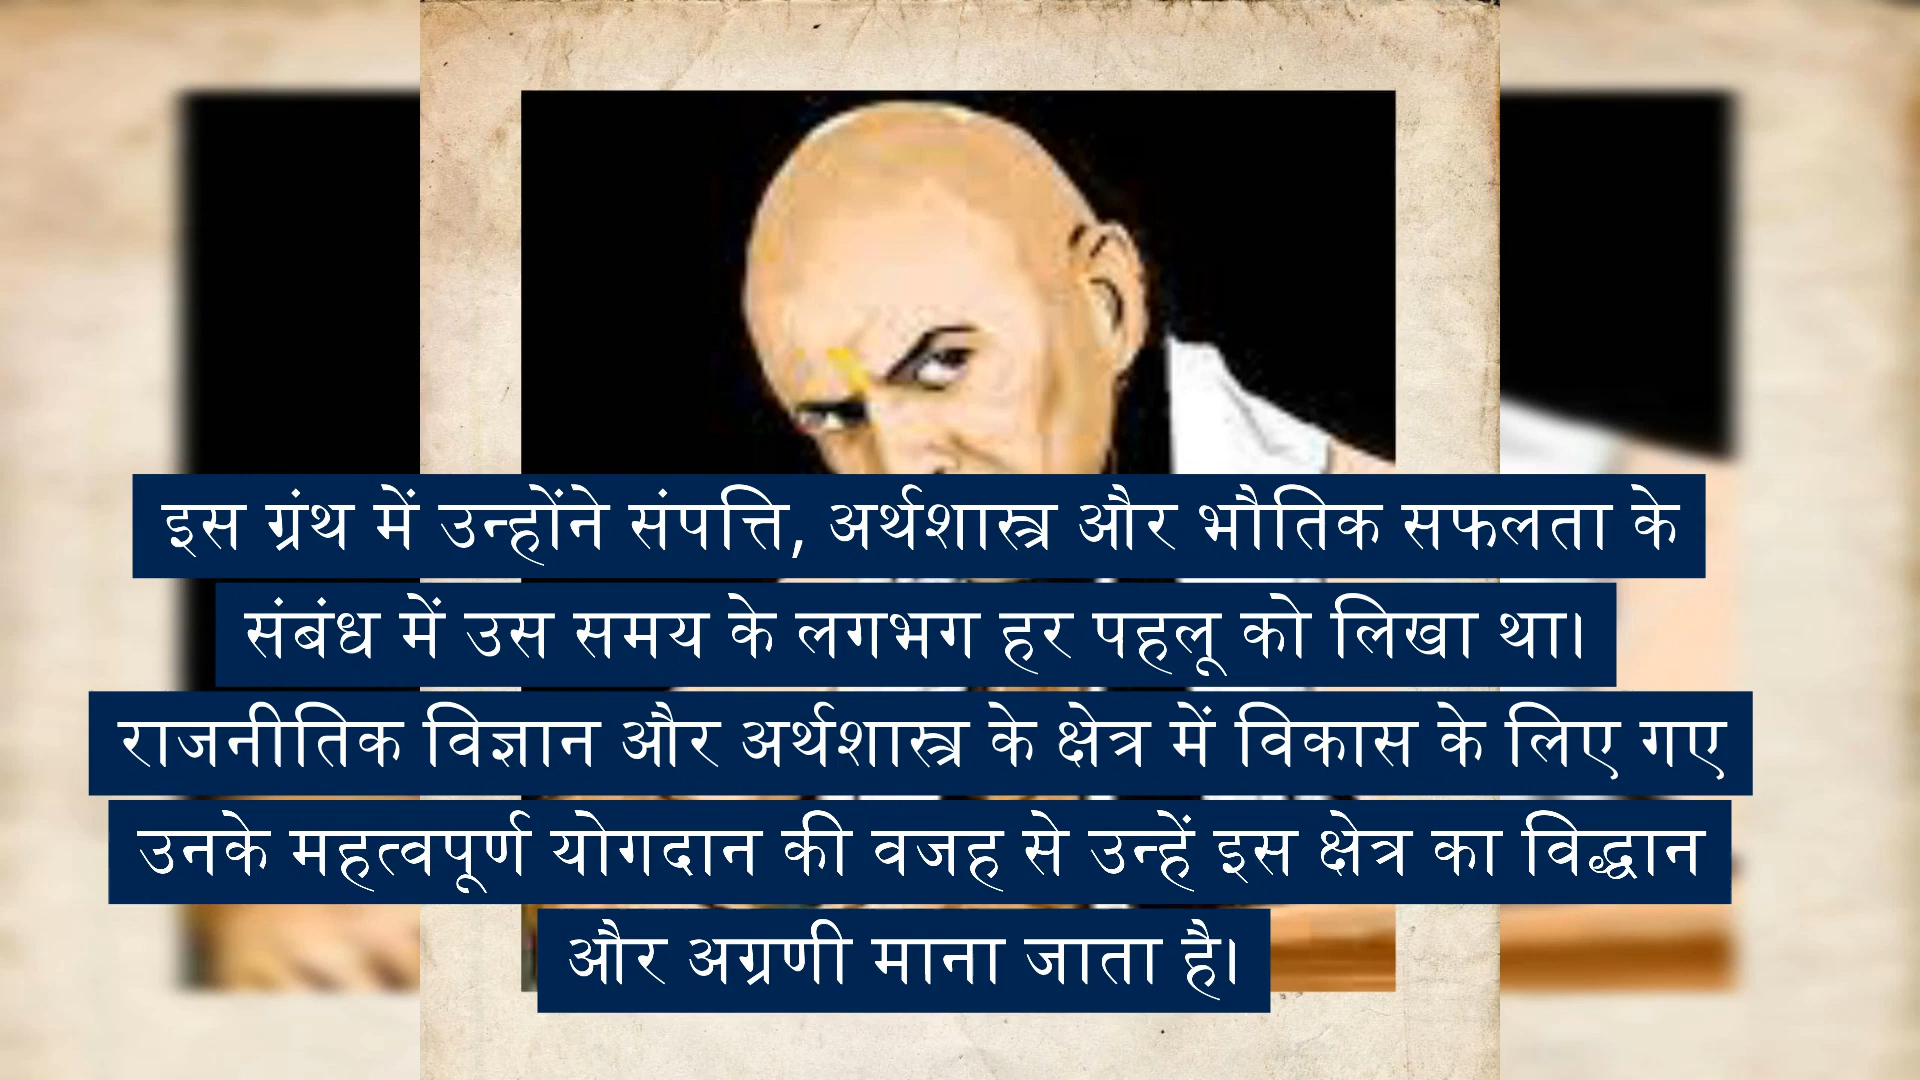 इस ग्रंथ में उन्होंने संपत्ति, अर्थशास्त्र और भौतिक सफलता के
संबंध में उस समय के लगभग हर पहलू को लिखा था।
राजनीतिक विज्ञान और अर्थशास्त्र के क्षेत्र में विकास के लिए गए
उनके महत्वपूर्ण योगदान की वजह से उन्हें इस क्षेत्र का विद्धान
और अग्रणी माना जाता है।